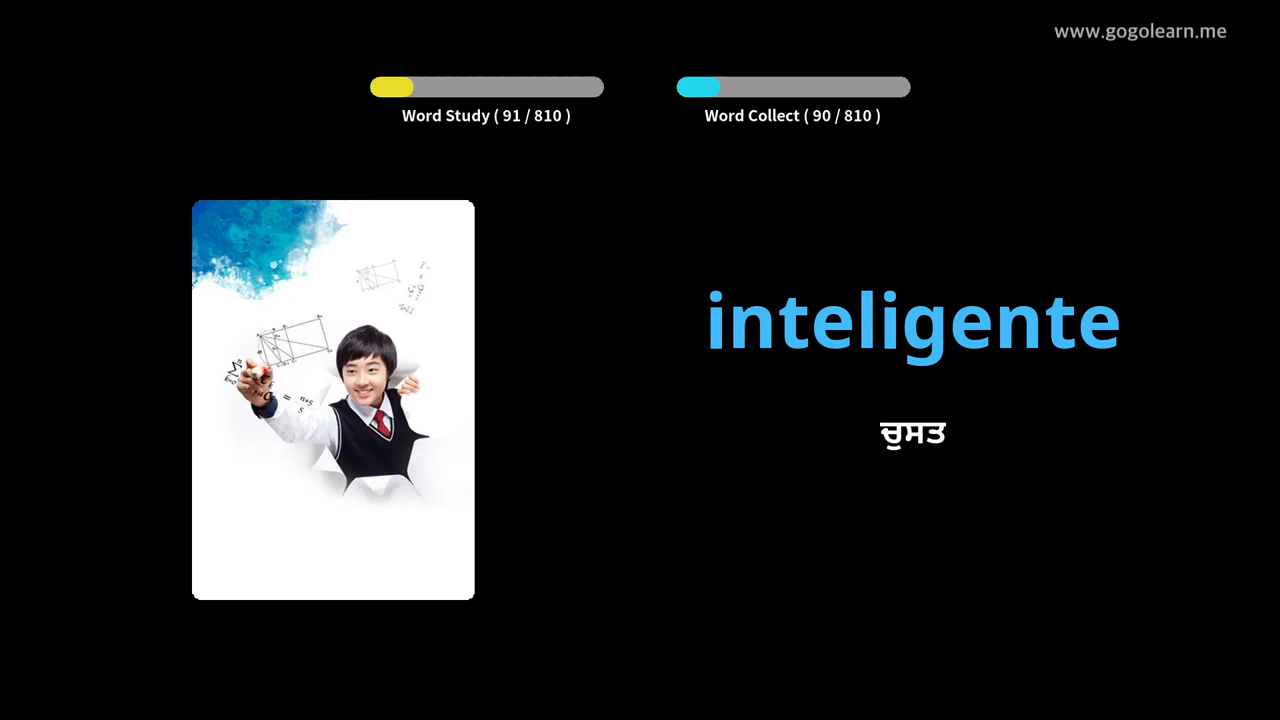 www.gogolearn.me
Word Study ( 91 / 810 )
Word Collect ( 90 / 810 )
inteligente
ਚੁਸਤ